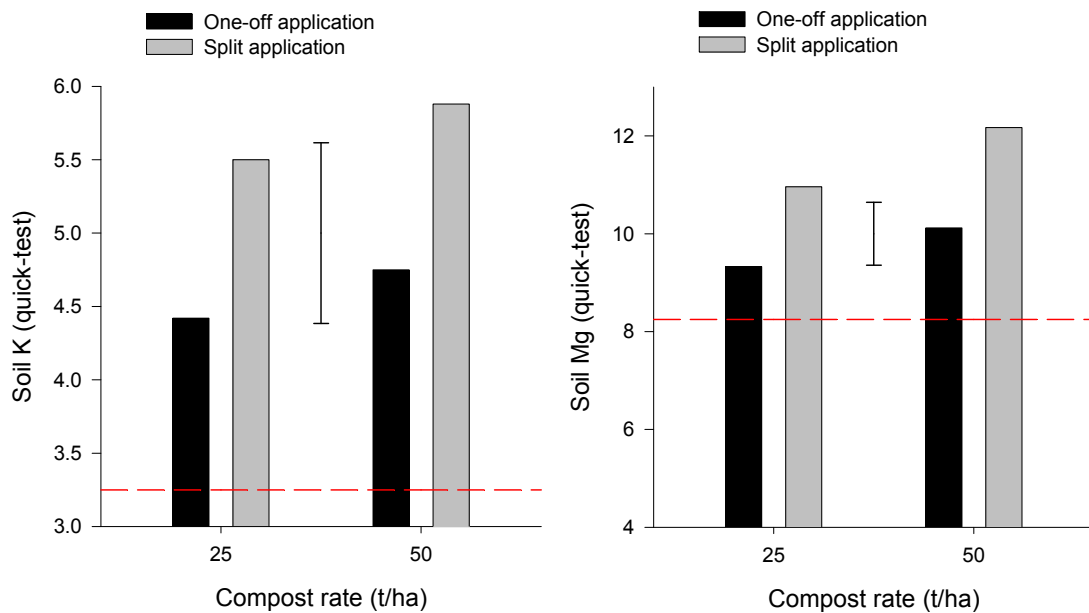 One-off application
Split application
Soil K (quick-test)
6.0
5.5
5.0
4.5
4.0
3.5
3.0
25
50
Compost rate (t/ha)
One-off application
Split application
Soil Mg (quick-test)
12
10
8
6
4
25
50
Compost rate (t/ha)